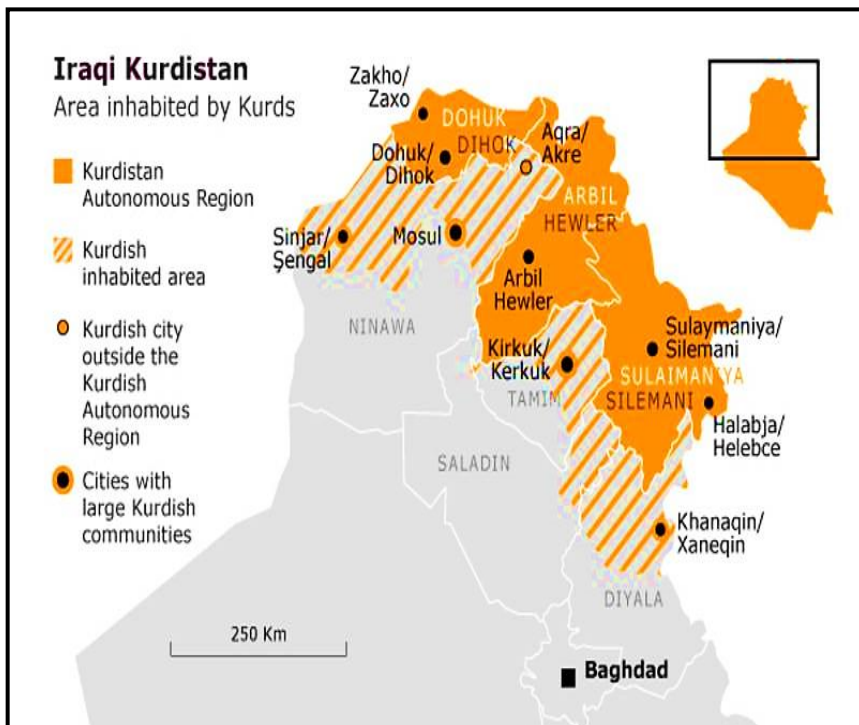 Iraqi Kurdistan
Area inhabited by Kurds
Kurdistan
Autonomous Region
Kurdish
inhabited area
Kurdish city
outside the
Kurdish
Autonomous
Region
Cities with
large Kurdish
communities
250 Km
Zakho/
Zaxo
DOHUK
DIHOK
Dohuk/
Dihok
Aqra/
Akre
ARBIL
HEWLER
Sinjar/
Şengal
Mosul
Arbil
Hewler
NINAWA
Kirkuk/
Kerkuk
TAMIM
Sulaymaniya/
Silemani
SULAIMANIYA
SILEMANI
Halabja/
Helebce
SALADIN
Khanaqin/
Xaneqin
DIYALA
Baghdad